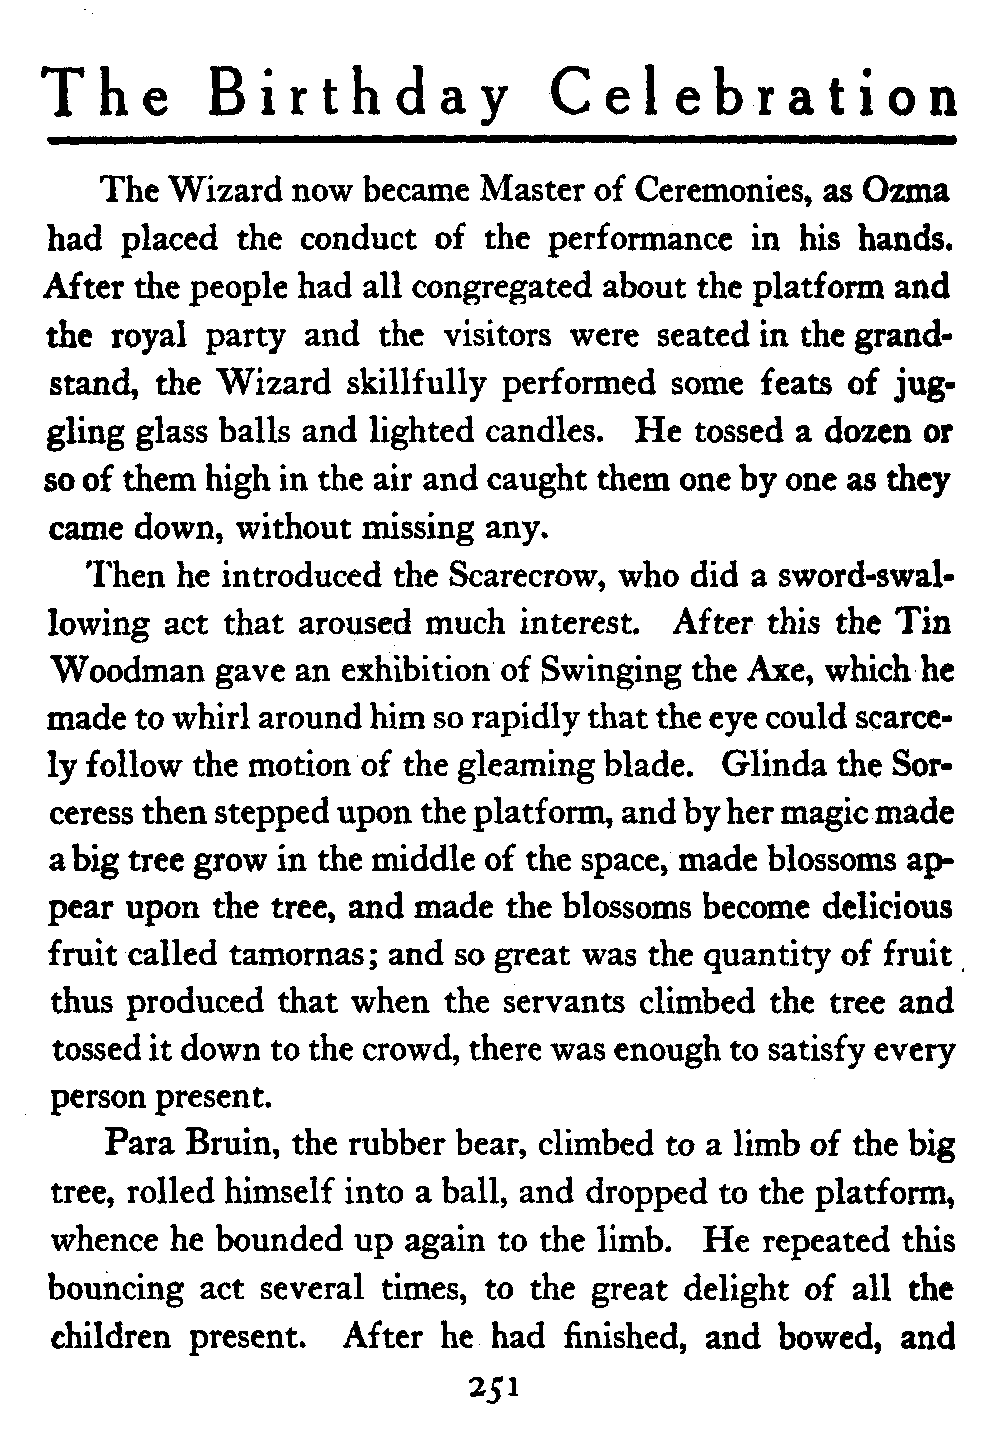 The Birthday Celebration
The Wizard now became Master of Ceremonies, as Ozma
had placed the conduct of the performance in his hands.
After the people had all congregated about the platform and
the royal party and the visitors were seated in the grand-
stand, the Wizard skillfully performed some feats of jug-
gling glass balls and lighted candles. He tossed a dozen or
so of them high in the air and caught them one by one as they
came down, without missing any.
Then he introduced the Scarecrow, who did a sword-swal-
lowing act that aroused much interest. After this the Tin
Woodman gave an exhibition of Swinging the Axe, which he
made to whirl around him so rapidly that the eye could scarce-
ly follow the motion of the gleaming blade. Glinda the Sor-
ceress then stepped upon the platform, and by her magic made
a big tree grow in the middle of the space, made blossoms ap-
pear upon the tree, and made the blossoms become delicious
fruit called tamornas; and so great was the quantity of fruit
thus produced that when the servants climbed the tree and
tossed it down to the crowd, there was enough to satisfy every
person present.
Para Bruin, the rubber bear, climbed to a limb of the big
tree, rolled himself into a ball, and dropped to the platform,
whence he bounded up again to the limb. He repeated this
bouncing act several times, to the great delight of all the
children present. After he had finished, and bowed, and
251